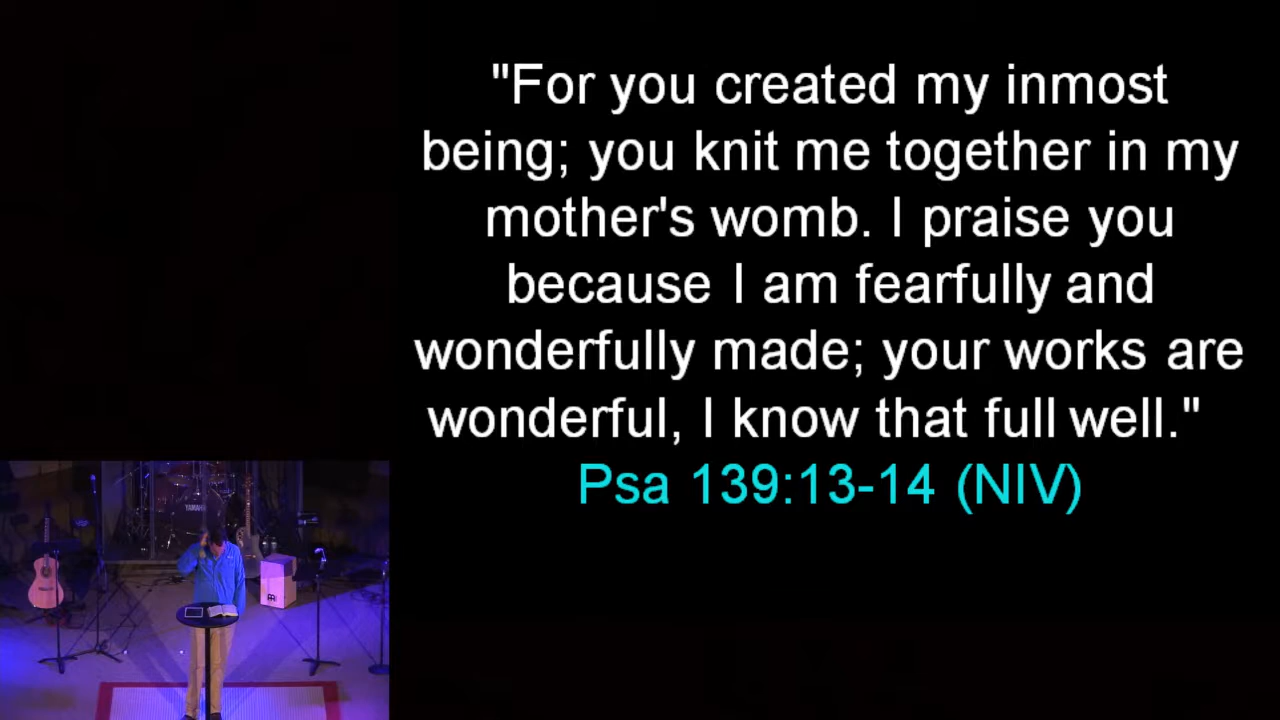 "For you created my inmost
being; you knit me together in my
mother's womb. I praise you
because I am fearfully and
wonderfully made; your works are
wonderful, I know that full well."
Psa 139:13-14 (NIV)
YAMAHA